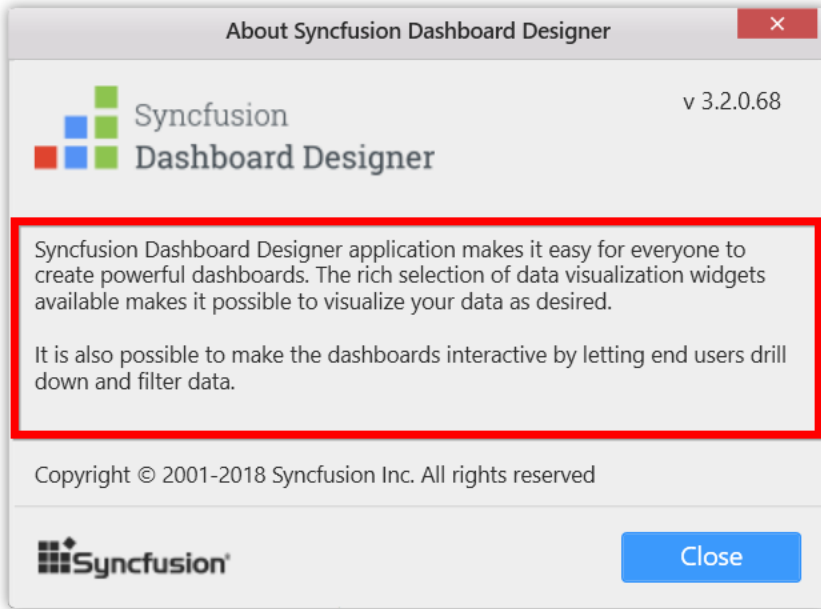 About Syncfusion Dashboard Designer
Syncfusion
Dashboard Designer
v 3.2.0.68
Syncfusion Dashboard Designer application makes it easy for everyone to
create powerful dashboards. The rich selection of data visualization widgets
available makes it possible to visualize your data as desired.
It is also possible to make the dashboards interactive by letting end users drill
down and filter data.
Copyright © 2001-2018 Syncfusion Inc. All rights reserved
Syncfusion
Close